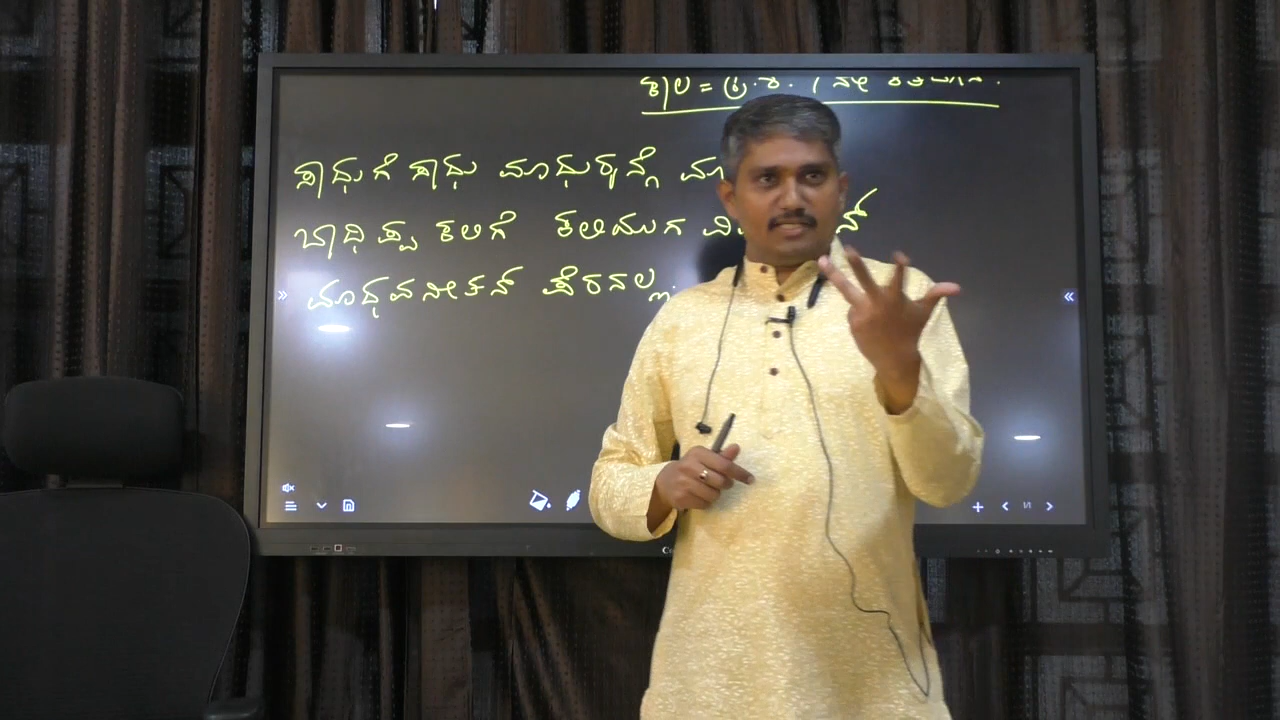 ಕಾಲ = ಕ್ರಿ.ಶ.
ಸಾಧುಗೆ ಸಾಧು ಮಾಧುರ್ಯನ್ಗೆ ಮಾ
ಬಾಧಿಪ್ಪ ಕಲಿಗೆ ಕಲಿಯುಗ ವಿ ನ್
ಮಾಧವನೀತನ್ ಪೆರನಲ್ಲ.